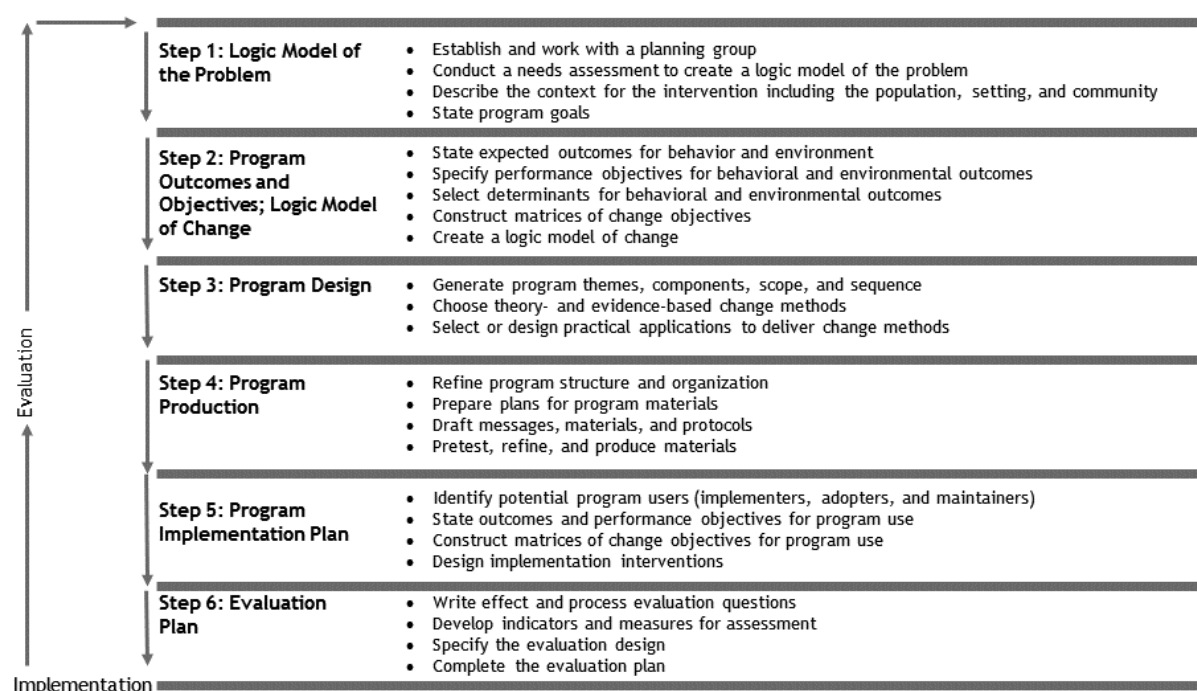 Step 1: Logic Model of
the Problem
• Establish and work with a planning group
• Conduct a needs assessment to create a logic model of the problem
• Describe the context for the intervention including the population, setting, and community
• State program goals
Step 2: Program
Outcomes and
Objectives; Logic Model
of Change
• State expected outcomes for behavior and environment
• Specify performance objectives for behavioral and environmental outcomes
• Select determinants for behavioral and environmental outcomes
• Construct matrices of change objectives
• Create a logic model of change
Step 3: Program Design
• Generate program themes, components, scope, and sequence
• Choose theory- and evidence-based change methods
• Select or design practical applications to deliver change methods
Evaluation
Step 4: Program
Production
• Refine program structure and organization
• Prepare plans for program materials
• Draft messages, materials, and protocols
• Pretest, refine, and produce materials
Step 5: Program
Implementation Plan
• Identify potential program users (implementers, adopters, and maintainers)
• State outcomes and performance objectives for program use
• Construct matrices of change objectives for program use
• Design implementation interventions
Step 6: Evaluation
Plan
• Write effect and process evaluation questions
• Develop indicators and measures for assessment
• Specify the evaluation design
• Complete the evaluation plan
Implementation